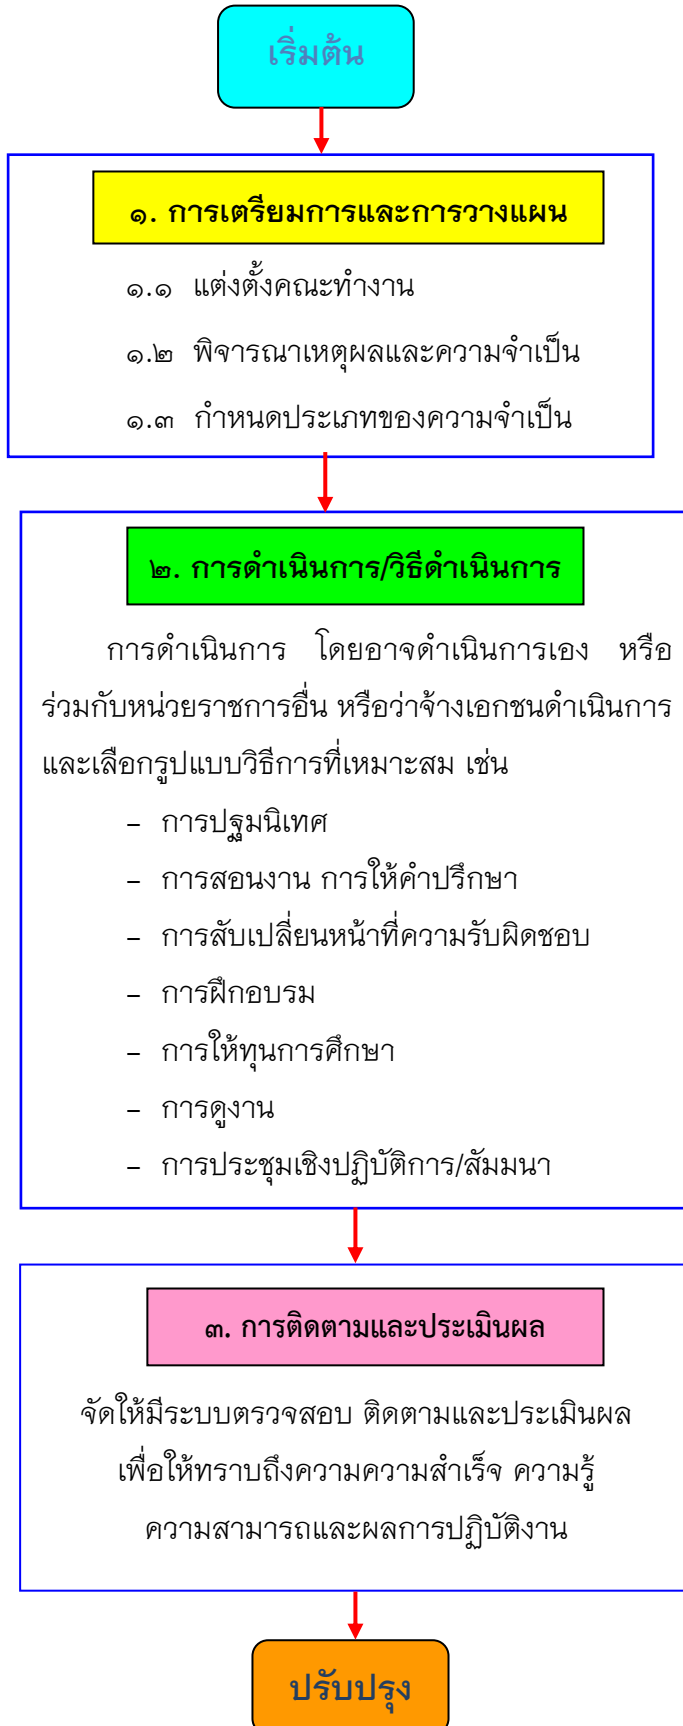 เริ่มต้น
๑. การเตรียมการและการวางแผน
๑.๑ แต่งตั้งคณะทำงาน
๑.๒ พิจารณาเหตุผลและความจำเป็น
๑.๓ กำหนดประเภทของความจำเป็น
๒. การดำเนินการ/วิธีดำเนินการ
การดำเนินการ โดยอาจดำเนินการเอง หรือ
ร่วมกับหน่วยราชการอื่น หรือว่าจ้างเอกชนดำเนินการ
และเลือกรูปแบบวิธีการที่เหมาะสม เช่น
- การปฐมนิเทศ
- การสอนงาน การให้คำปรึกษา
- การสับเปลี่ยนหน้าที่ความรับผิดชอบ
- การฝึกอบรม
- การให้ทุนการศึกษา
- การดูงาน
- การประชุมเชิงปฏิบัติการ/สัมมนา
๓. การติดตามและประเมินผล
จัดให้มีระบบตรวจสอบ ติดตามและประเมินผล
เพื่อให้ทราบถึงความความสำเร็จ ความรู้
ความสามารถและผลการปฏิบัติงาน
ปรับปรุง